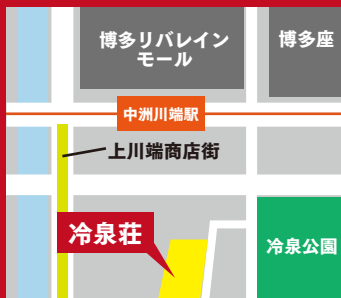 博多リバレイン
モール
博多座
中洲川端駅
上川端商店街
冷泉荘
冷泉公園